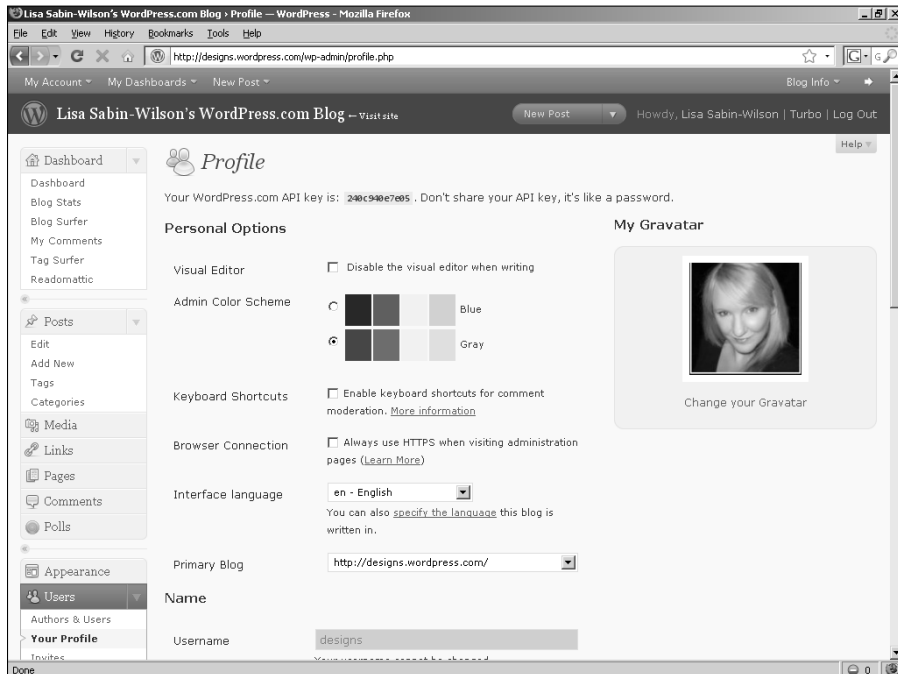 Lisa Sabin-Wilson's WordPress.com Blog › Profile — WordPress - Mozilla Firefox
File Edit View History Bookmarks Tools Help
http://designs.wordpress.com/wp-admin/profile.php
My Account My Dashboards New Post Blog Info
Lisa Sabin-Wilson's WordPress.com Blog ← Visit site New Post Howdy, Lisa Sabin-Wilson | Turbo | Log Out
Help
Dashboard
Dashboard
Blog Stats
Blog Surfer
My Comments
Tag Surfer
Readomattic
Posts
Edit
Add New
Tags
Categories
Media
Links
Pages
Comments
Polls
Appearance
Users
Authors & Users
Your Profile
Invites
Profile
Your WordPress.com API key is: 240c940e7e05. Don't share your API key, it's like a password.
Personal Options
Visual Editor Disable the visual editor when writing
Admin Color Scheme
Blue
Gray
Keyboard Shortcuts Enable keyboard shortcuts for comment
moderation. More information
Browser Connection Always use HTTPS when visiting administration
pages (Learn More)
Interface language en - English
You can also specify the language this blog is
written in.
Primary Blog http://designs.wordpress.com/
Name
Username designs
Your username cannot be changed
My Gravatar
Change your Gravatar
Done 0